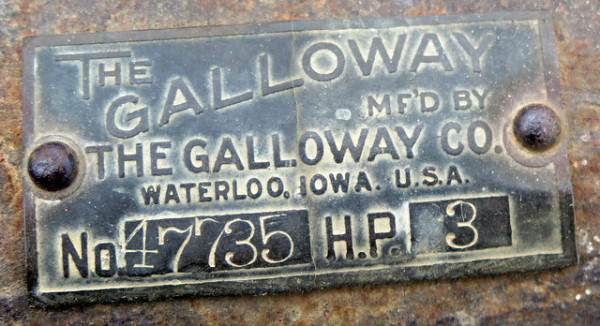 THE
GALLOWAY
MF'D BY
THE GALLOWAY CO.
WATERLOO, IOWA. U.S.A.
No. 47735 H.P. 3